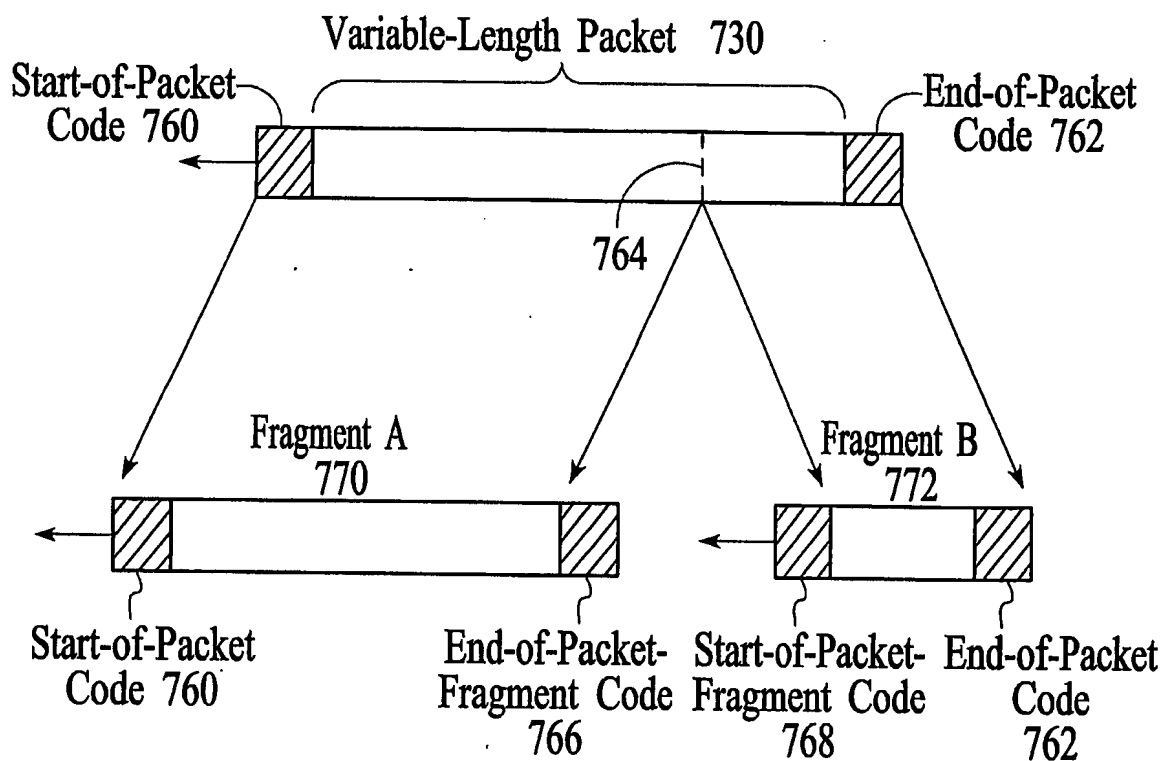 Variable-Length Packet 730
Start-of-Packet
Code 760
End-of-Packet
Code 762
764
Fragment A
770
Fragment B
772
Start-of-Packet
Code 760
End-of-Packet-
Fragment Code
766
Start-of-Packet-
Fragment Code
768
End-of-Packet
Code
762